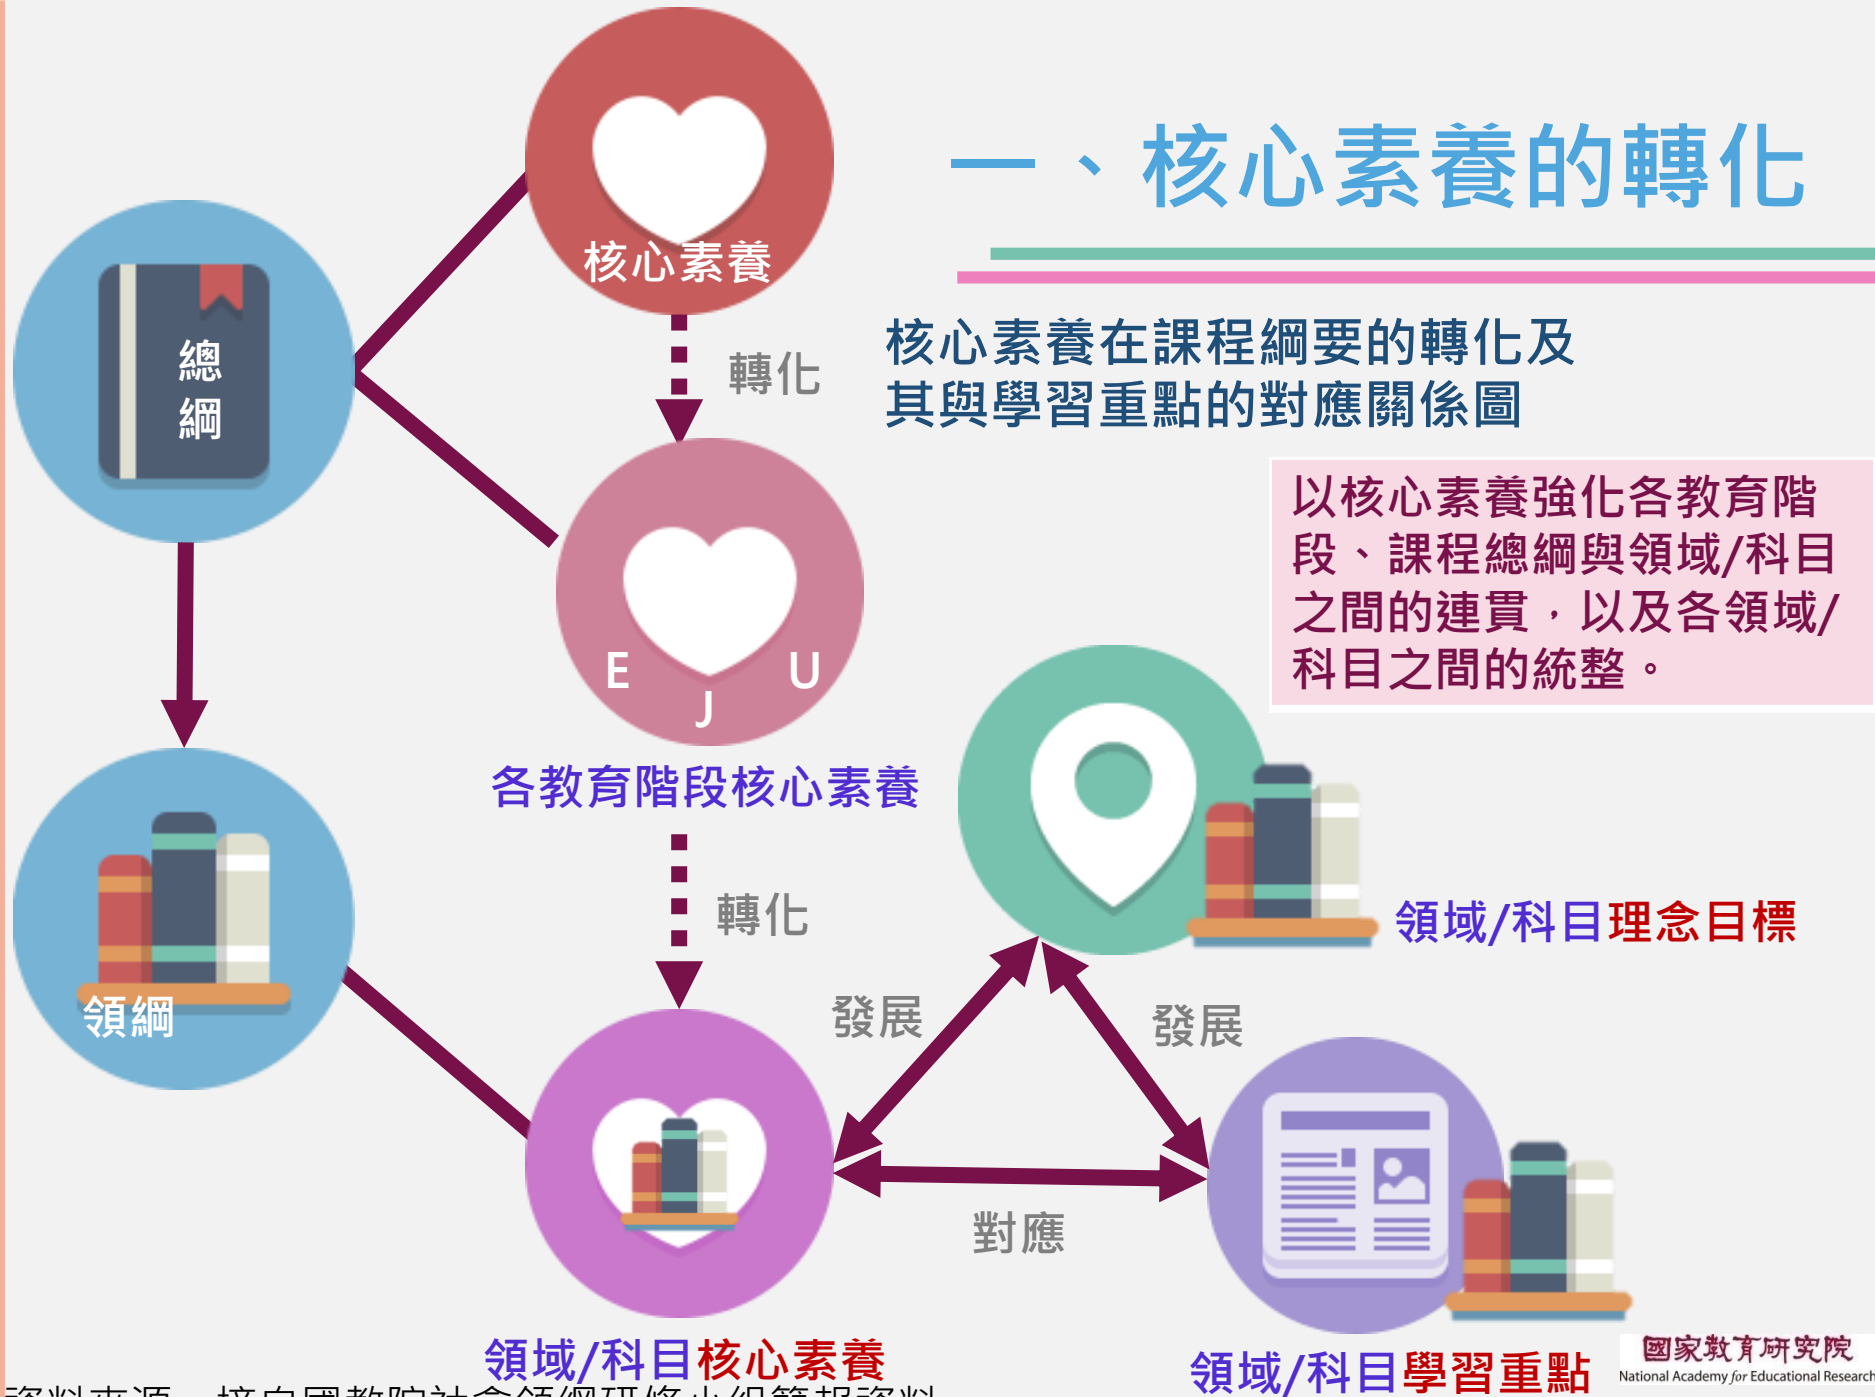 一、核心素養的轉化
核心素養
總
綱
轉化
核心素養在課程綱要的轉化及
其與學習重點的對應關係圖
以核心素養強化各教育階
段、課程總綱與領域/科目
之間的連貫，以及各領域/
科目之間的統整。
E
J
U
各教育階段核心素養
轉化
領域/科目理念目標
領綱
發展
發展
對應
領域/科目核心素養
領域/科目學習重點
國家教育研究院
National Academy for Educational Research